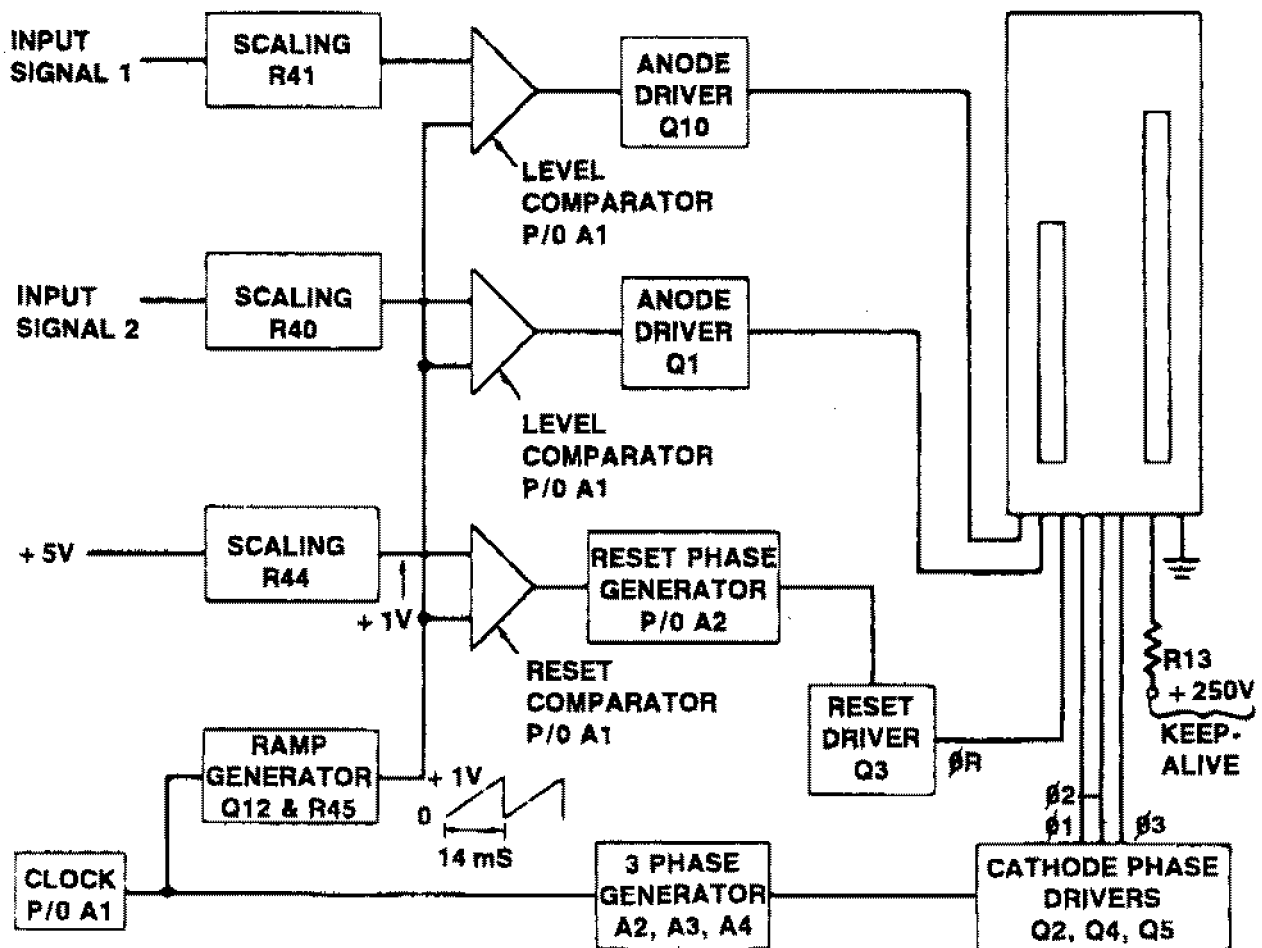 INPUT
SIGNAL 1
SCALING
R41
ANODE
DRIVER
Q10
LEVEL
COMPARATOR
P/0 A1
INPUT
SIGNAL 2
SCALING
R40
ANODE
DRIVER
Q1
LEVEL
COMPARATOR
P/0 A1
+ 5V
SCALING
R44
+ 1V
RESET PHASE
GENERATOR
P/0 A2
RESET
COMPARATOR
P/0 A1
RESET
DRIVER
Q3
ØR
R13
+ 250V
KEEP-
ALIVE
RAMP
GENERATOR
Q12 & R45
+ 1V
0
14 mS
Ø2
Ø1
Ø3
CLOCK
P/0 A1
3 PHASE
GENERATOR
A2, A3, A4
CATHODE PHASE
DRIVERS
Q2, Q4, Q5